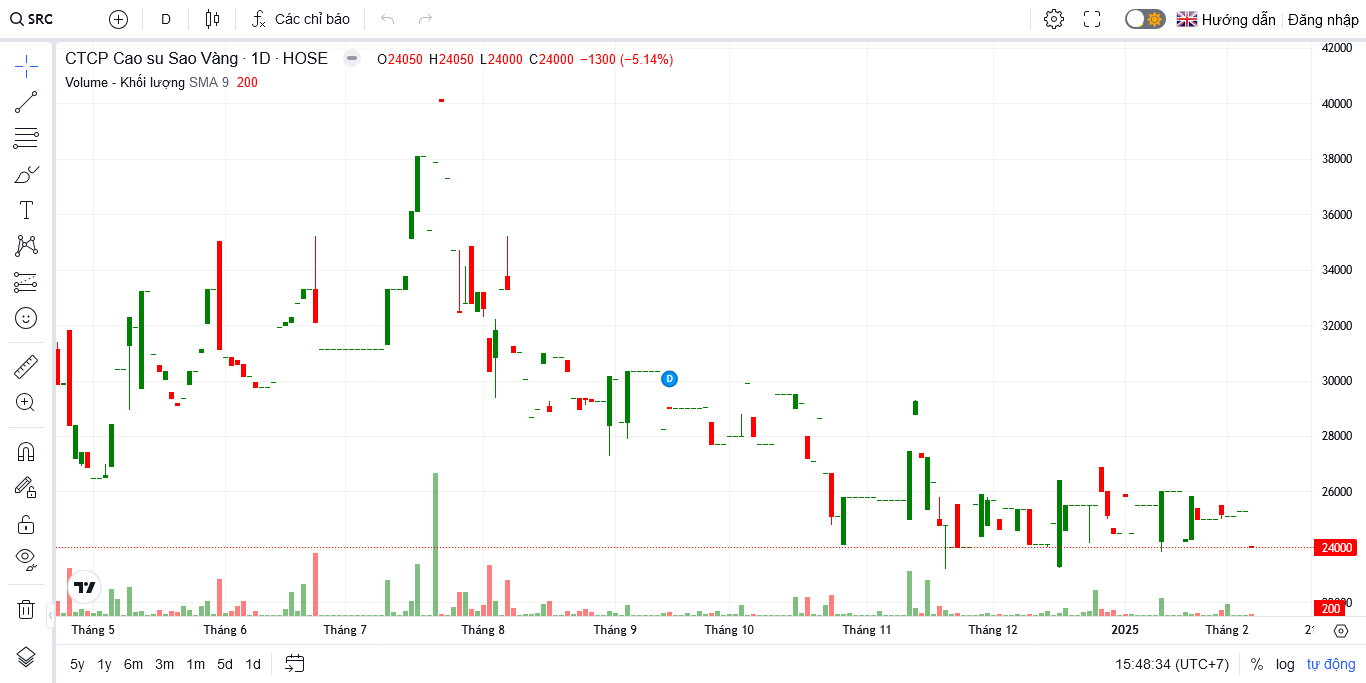 SRC D Các chỉ báo Hướng dẫn Đăng nhập
CTCP Cao su Sao Vàng · 1D · HOSE O24050 H24050 L24000 C24000 −1300 (−5.14%)
Volume - Khối lượng SMA 9 200
42000
40000
38000
36000
34000
32000
30000
D
28000
26000
24000
200
Tháng 5 Tháng 6 Tháng 7 Tháng 8 Tháng 9 Tháng 10 Tháng 11 Tháng 12 2025 Tháng 2
5y 1y 6m 3m 1m 5d 1d 15:48:34 (UTC+7) % log tự động